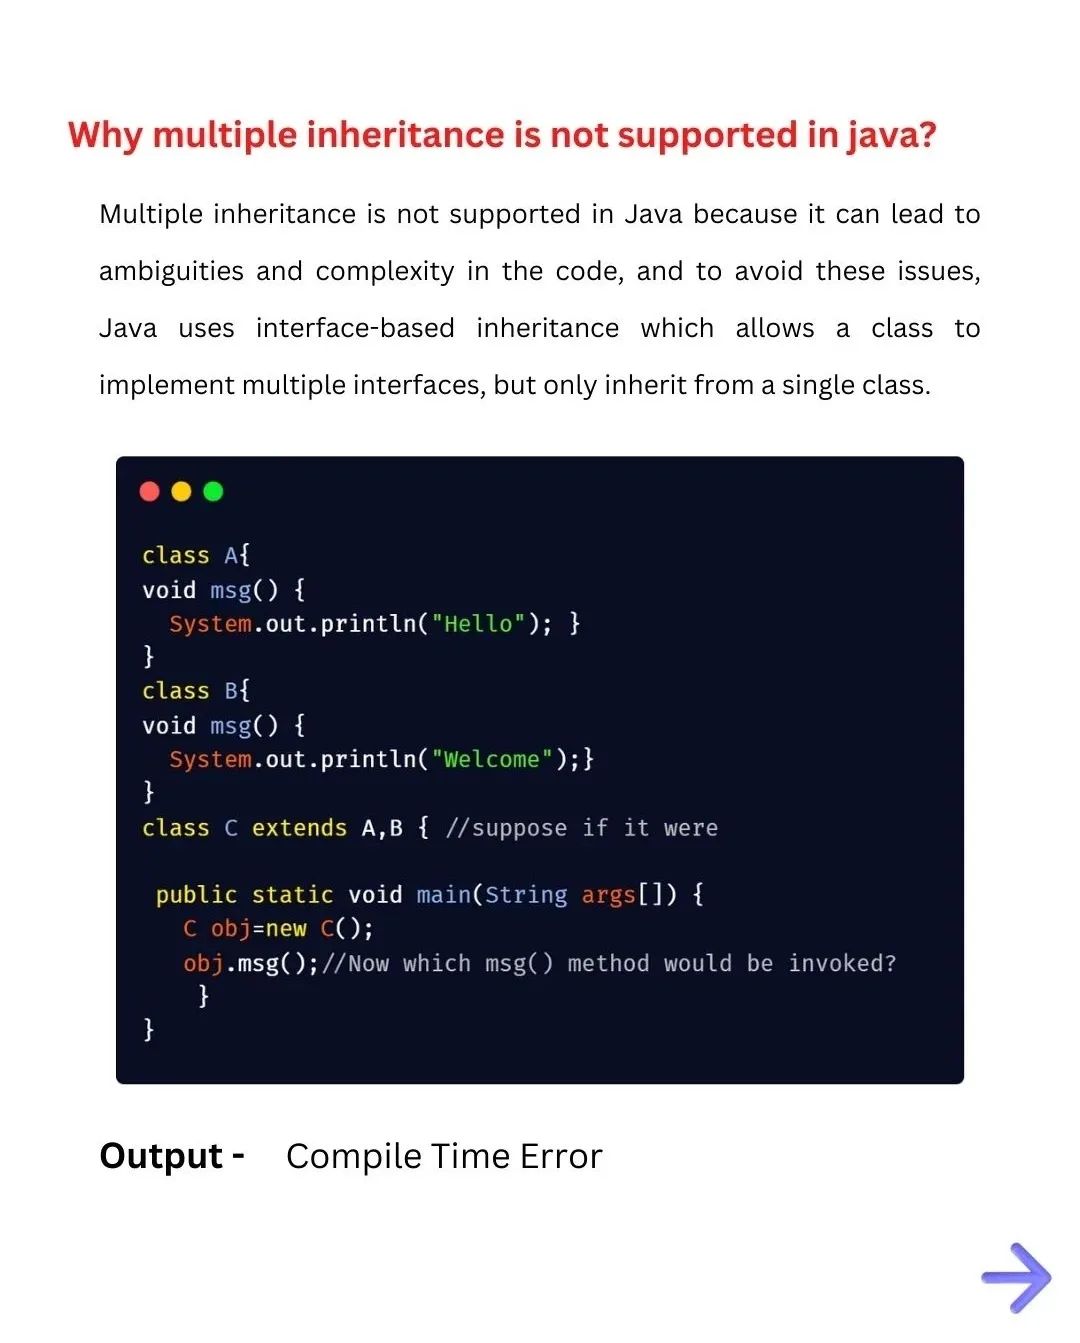 Why multiple inheritance is not supported in java?
Multiple inheritance is not supported in Java because it can lead to
ambiguities and complexity in the code, and to avoid these issues,
Java uses interface-based inheritance which allows a class to
implement multiple interfaces, but only inherit from a single class.
class A{
void msg() {
  System.out.println("Hello"); }
}
class B{
void msg() {
  System.out.println("Welcome");}
}
class C extends A,B { //suppose if it were
 public static void main(String args[]) {
   C obj=new C();
   obj.msg();//Now which msg() method would be invoked?
    }
}
Output - Compile Time Error